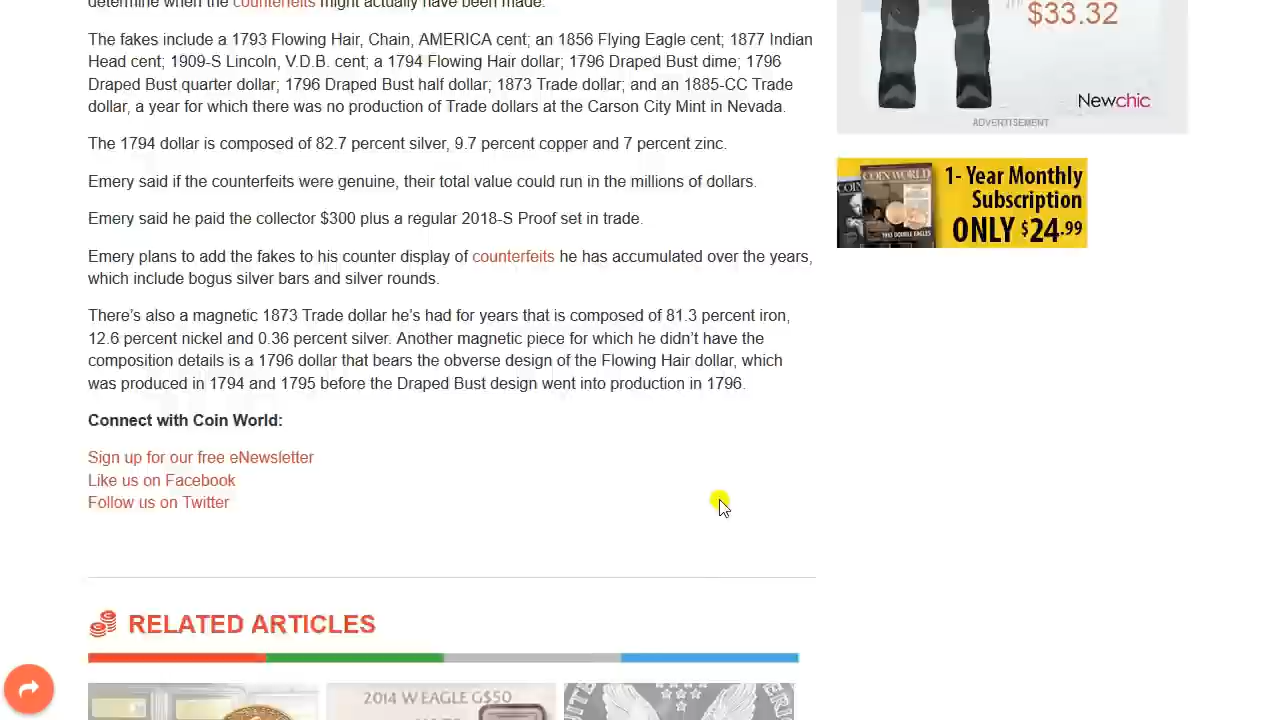 determine when the counterfeits might actually have been made.
The fakes include a 1793 Flowing Hair, Chain, AMERICA cent; an 1856 Flying Eagle cent; 1877 Indian
Head cent; 1909-S Lincoln, V.D.B. cent; a 1794 Flowing Hair dollar; 1796 Draped Bust dime; 1796
Draped Bust quarter dollar; 1796 Draped Bust half dollar; 1873 Trade dollar; and an 1885-CC Trade
dollar, a year for which there was no production of Trade dollars at the Carson City Mint in Nevada.
The 1794 dollar is composed of 82.7 percent silver, 9.7 percent copper and 7 percent zinc.
Emery said if the counterfeits were genuine, their total value could run in the millions of dollars.
Emery said he paid the collector $300 plus a regular 2018-S Proof set in trade.
Emery plans to add the fakes to his counter display of counterfeits he has accumulated over the years,
which include bogus silver bars and silver rounds.
There’s also a magnetic 1873 Trade dollar he’s had for years that is composed of 81.3 percent iron,
12.6 percent nickel and 0.36 percent silver. Another magnetic piece for which he didn’t have the
composition details is a 1796 dollar that bears the obverse design of the Flowing Hair dollar, which
was produced in 1794 and 1795 before the Draped Bust design went into production in 1796.
Connect with Coin World:
Sign up for our free eNewsletter
Like us on Facebook
Follow us on Twitter
RELATED ARTICLES
2014 W EAGLE G$50
$33.32
Newchic
ADVERTISEMENT
COIN WORLD
1- Year Monthly
Subscription
ONLY $24.99